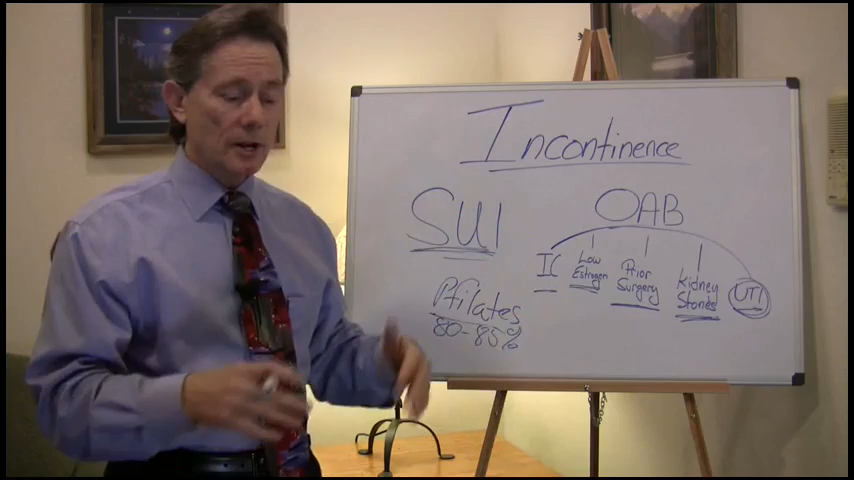 Incontinence
SUI
Pfilates
80-85%
OAB
IC
Low
Estrogen
Prior
Surgery
Kidney
Stones
UTI